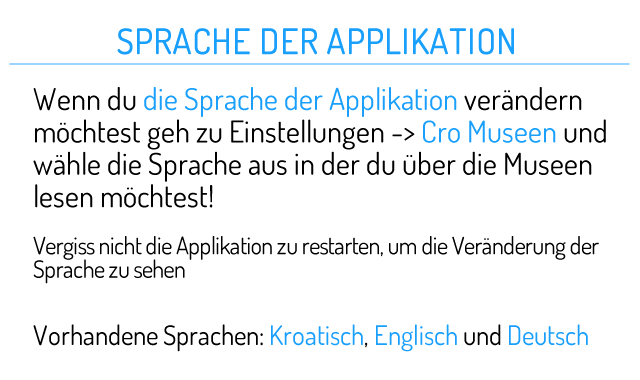 SPRACHE DER APPLIKATION
Wenn du die Sprache der Applikation verändern
möchtest geh zu Einstellungen -> Cro Museen und
wähle die Sprache aus in der du über die Museen
lesen möchtest!
Vergiss nicht die Applikation zu restarten, um die Veränderung der
Sprache zu sehen
Vorhandene Sprachen: Kroatisch, Englisch und Deutsch